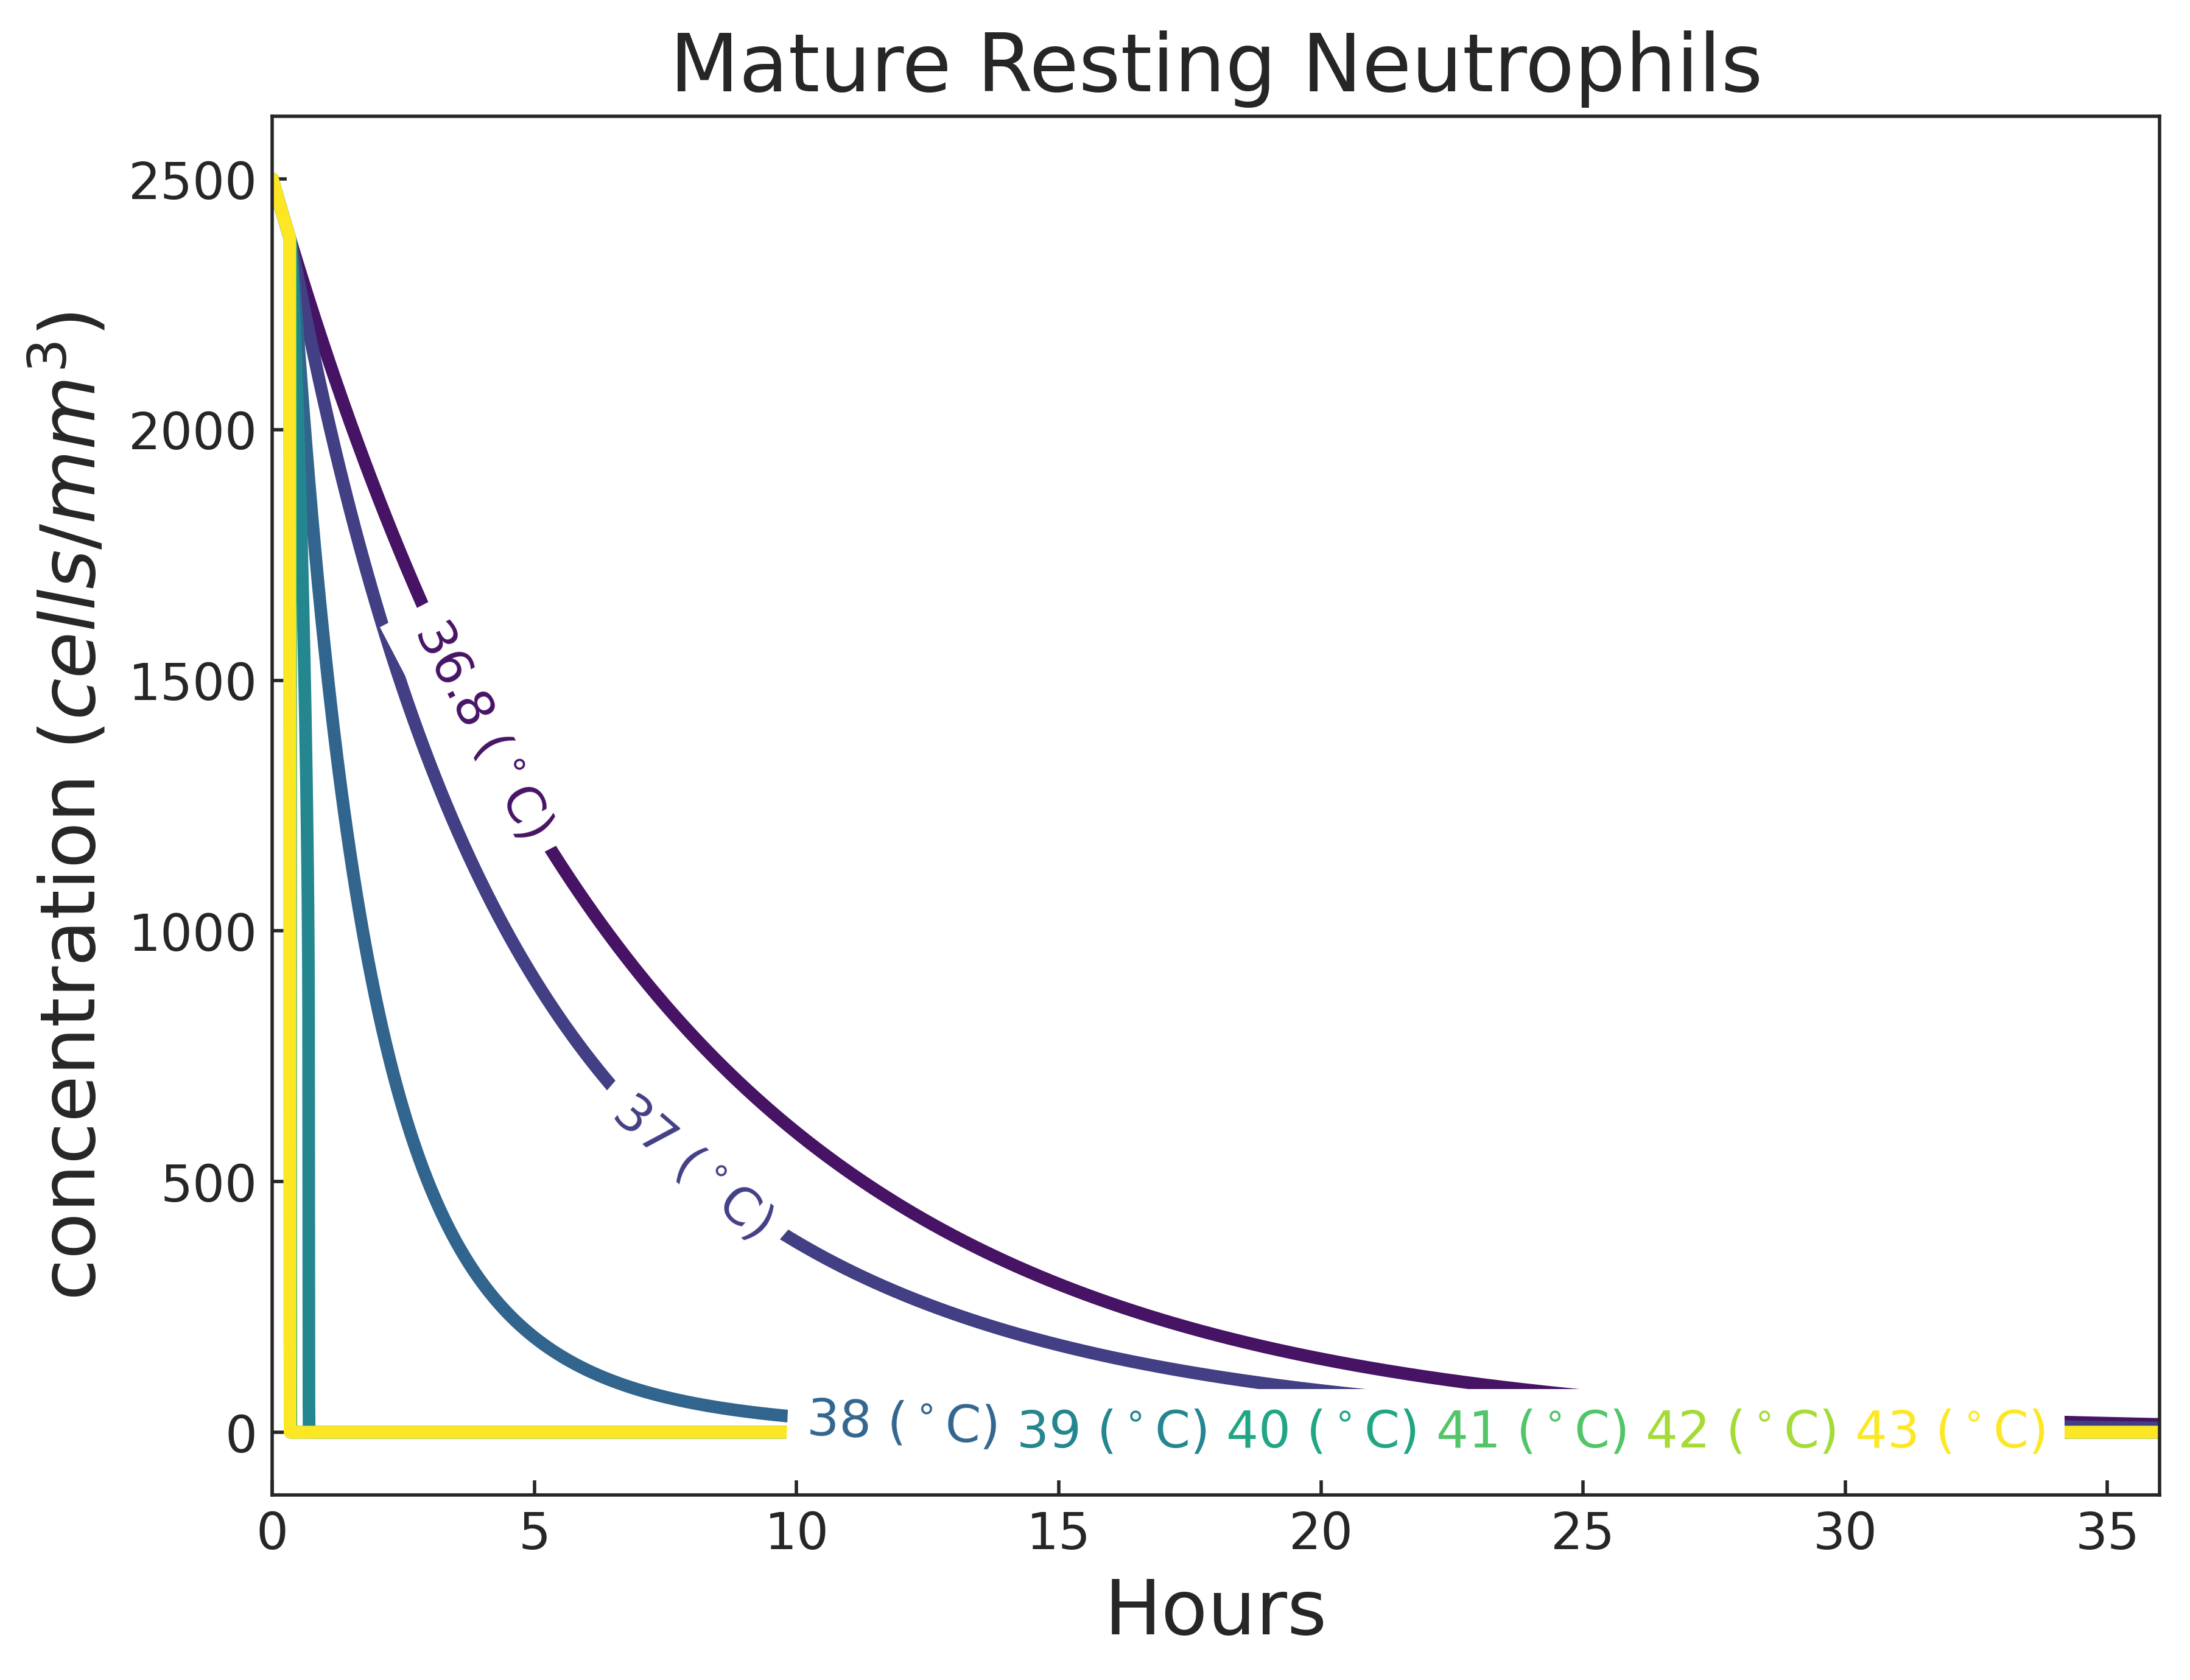 Mature Resting Neutrophils
concentration (cells/mm³)
2500
2000
1500
1000
500
0
36.8 (°C)
37 (°C)
38 (°C) 39 (°C) 40 (°C) 41 (°C) 42 (°C) 43 (°C)
0 5 10 15 20 25 30 35
Hours